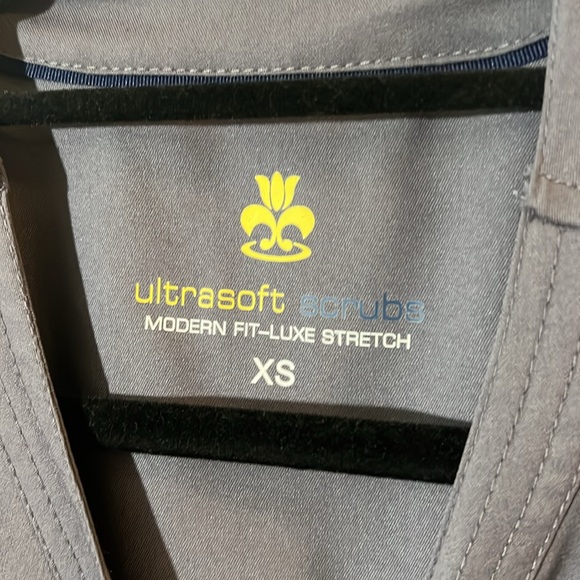 ultrasoft scrubs
MODERN FIT-LUXE STRETCH
XS